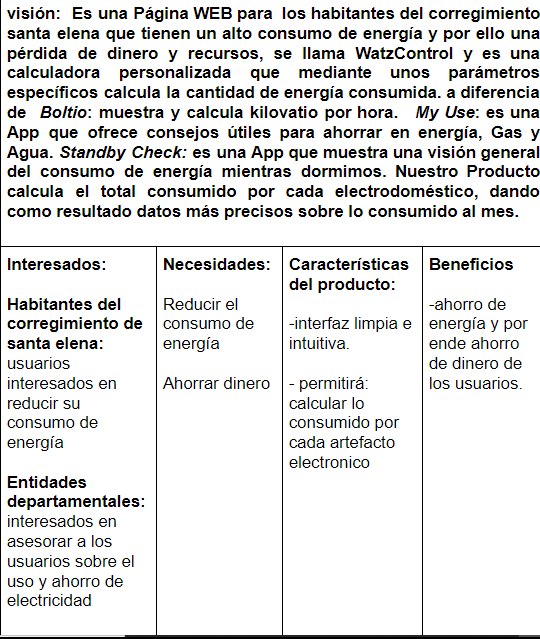 visión: Es una Página WEB para los habitantes del corregimiento
santa elena que tienen un alto consumo de energía y por ello una
pérdida de dinero y recursos, se llama WatzControl y es una
calculadora personalizada que mediante unos parámetros
específicos calcula la cantidad de energía consumida. a diferencia
de Boltio: muestra y calcula kilovatio por hora. My Use: es una
App que ofrece consejos útiles para ahorrar en energía, Gas y
Agua. Standby Check: es una App que muestra una visión general
del consumo de energía mientras dormimos. Nuestro Producto
calcula el total consumido por cada electrodoméstico, dando
como resultado datos más precisos sobre lo consumido al mes.
Interesados:
Habitantes del
corregimiento de
santa elena:
usuarios
interesados en
reducir su
consumo de
energía
Entidades
departamentales:
interesados en
asesorar a los
usuarios sobre el
uso y ahorro de
electricidad
Necesidades:
Reducir el
consumo de
energía
Ahorrar dinero
Características
del producto:
-interfaz limpia e
intuitiva.
- permitirá:
calcular lo
consumido por
cada artefacto
electronico
Beneficios
-ahorro de
energía y por
ende ahorro
de dinero de
los usuarios.